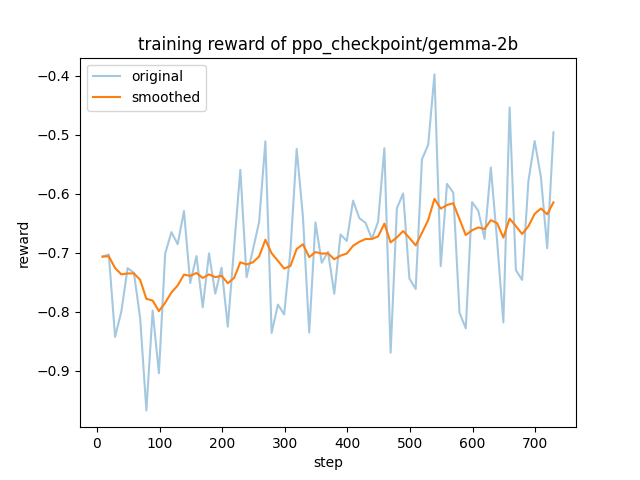 training reward of ppo_checkpoint/gemma-2b
original
smoothed
reward
−0.4
−0.5
−0.6
−0.7
−0.8
−0.9
0 100 200 300 400 500 600 700
step